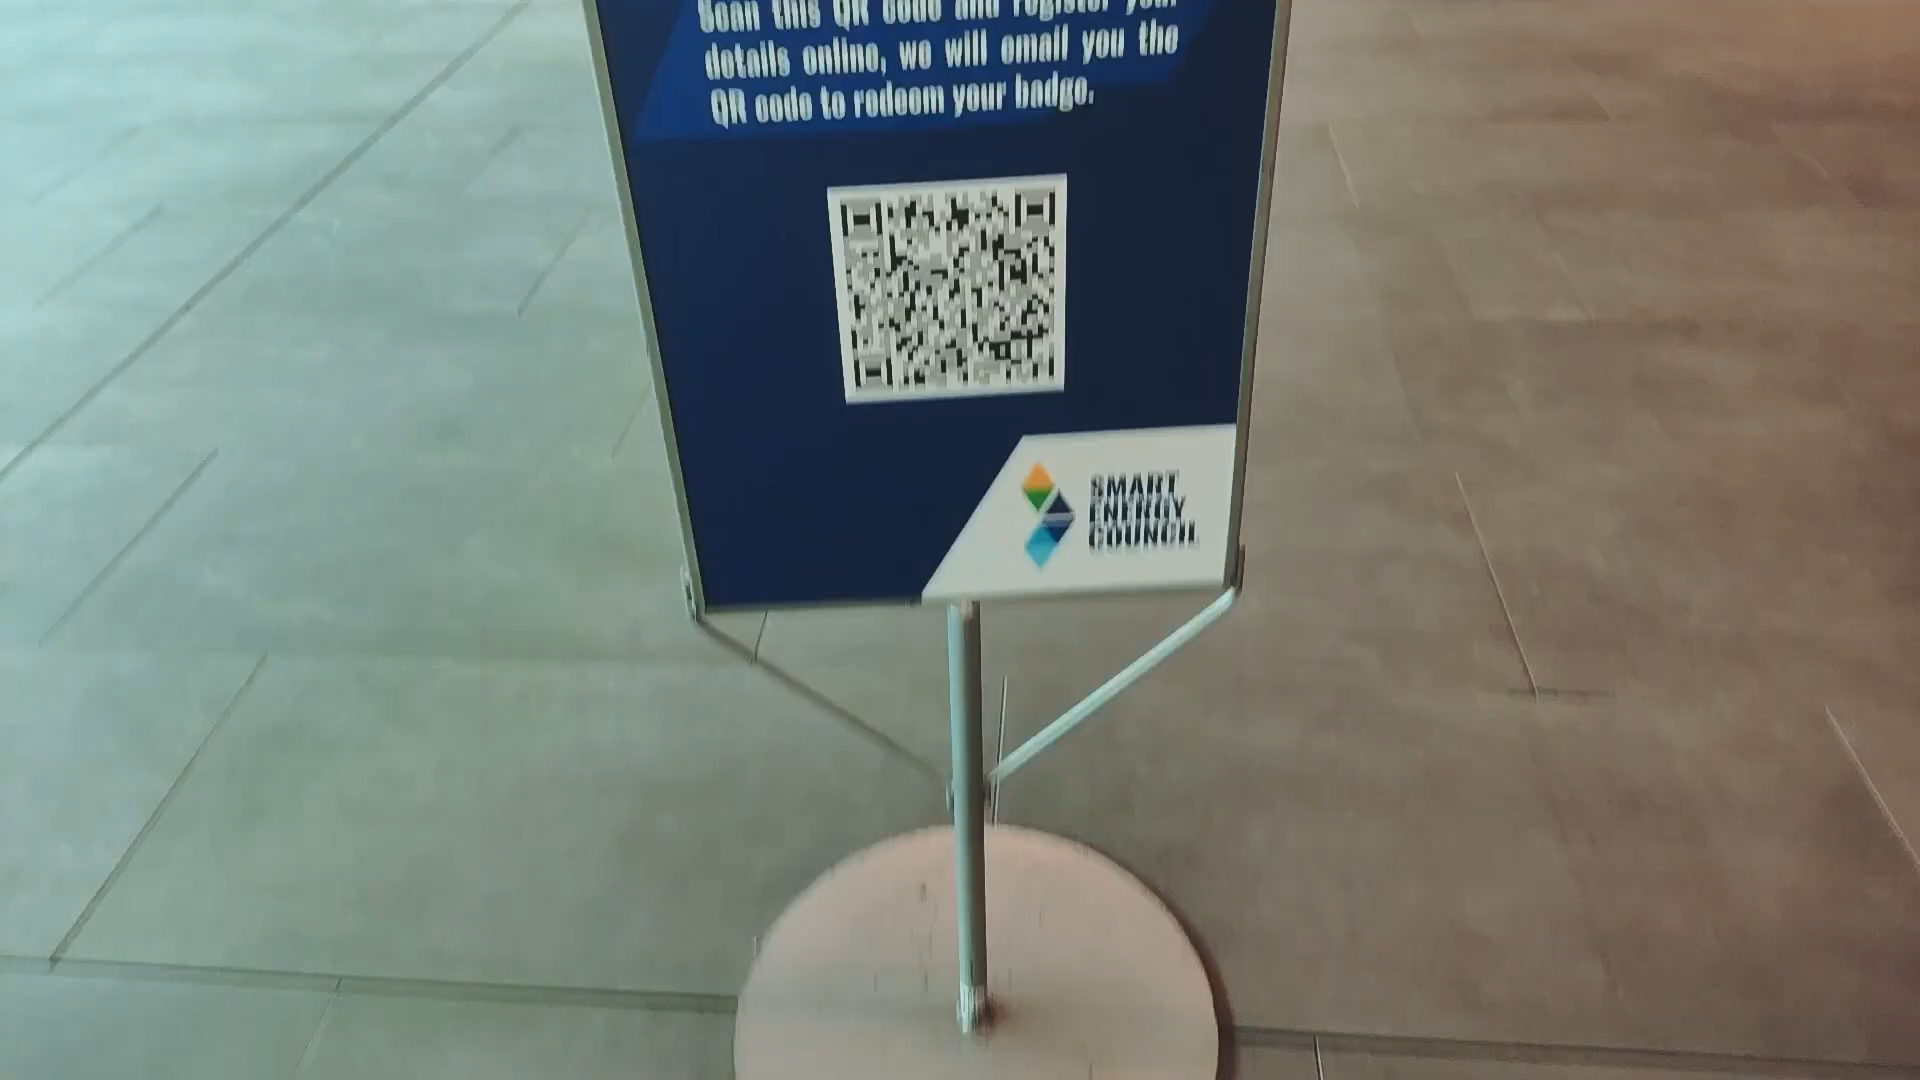 Scan this QR code and register your
details online, we will email you the
QR code to redeem your badge.
SMART
ENERGY
COUNCIL